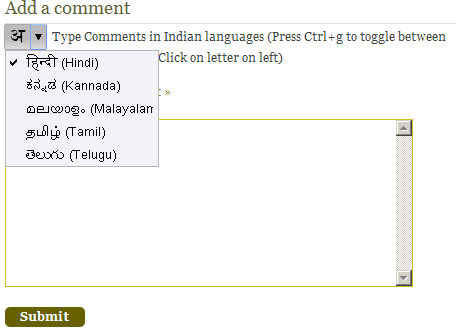 Add a comment
अ Type Comments in Indian languages (Press Ctrl+g to toggle between
✓ हिन्दी (Hindi)
Click on letter on left)
ಕನ್ನಡ (Kannada)
»
മലയാളം (Malayalam
தமிழ் (Tamil)
తెలుగు (Telugu)
Submit